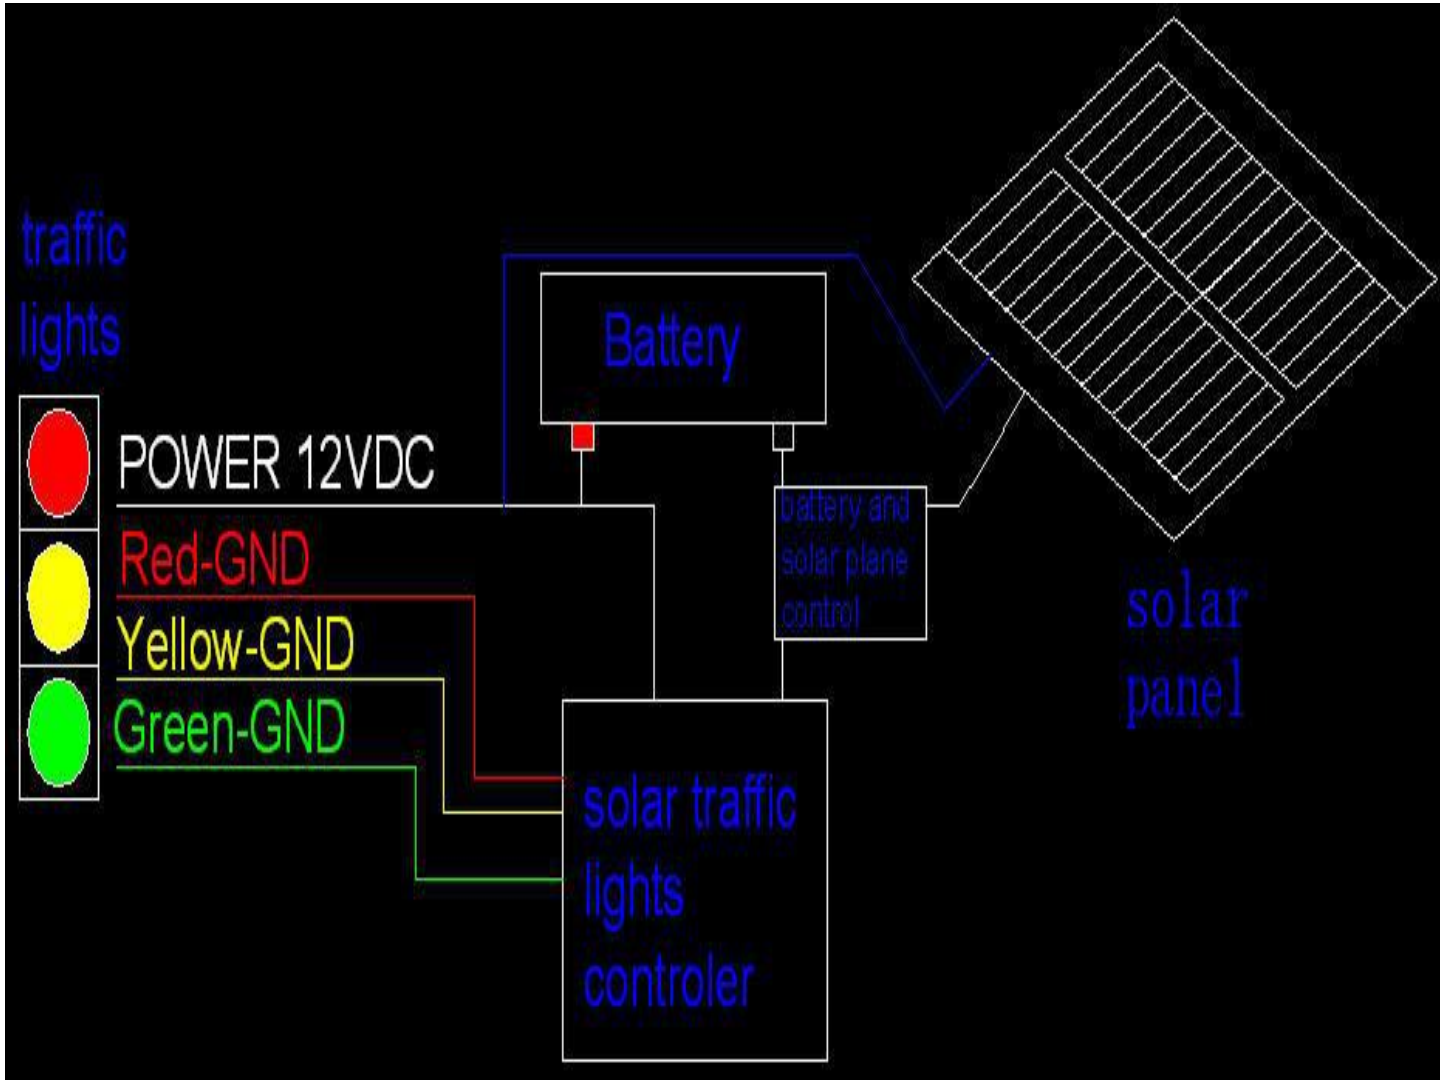 traffic
lights
Battery
POWER 12VDC
Red-GND
Yellow-GND
Green-GND
battery and
solar plane
control
solar
panel
solar traffic
lights
controler